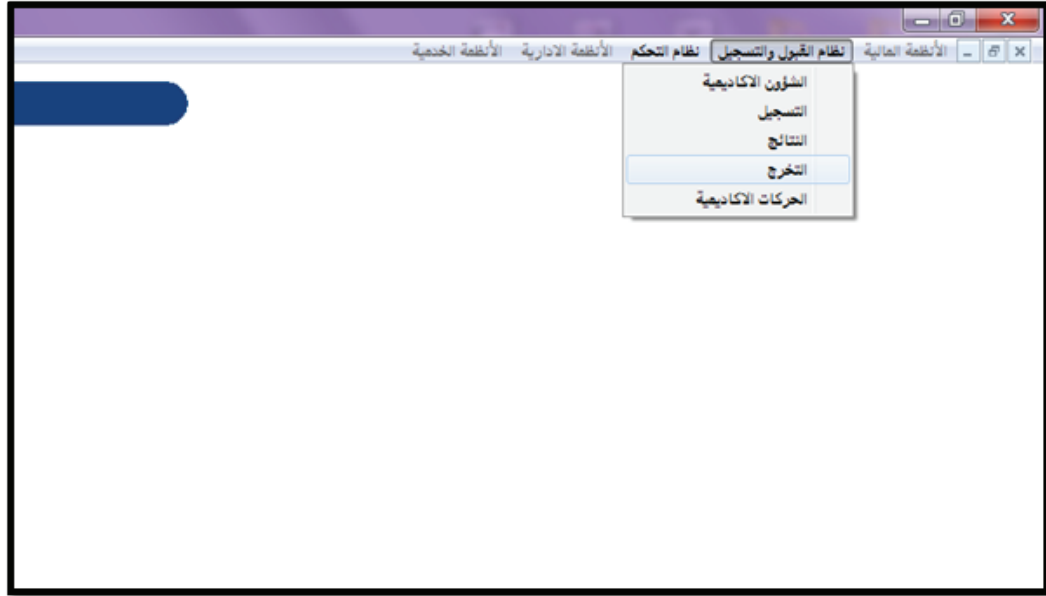 الأنظمة المالية نظام القبول والتسجيل نظام التحكم الأنظمة الادارية الأنظمة الخدمية
الشؤون الاكاديمية
التسجيل
النتائج
التخرج
الحركات الاكاديمية